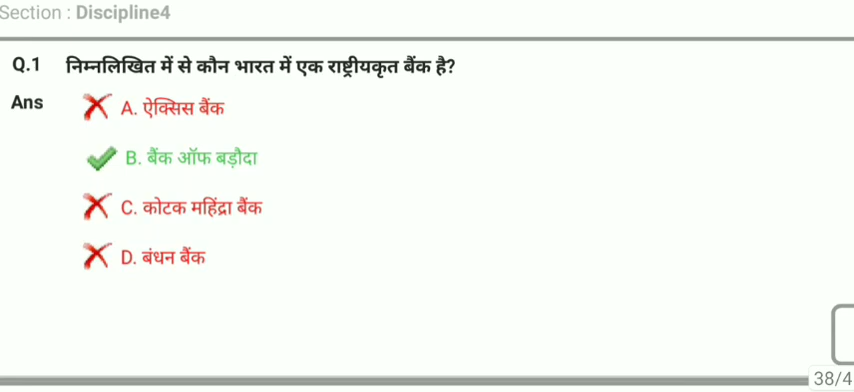 Section : Discipline4
Q.1 निम्नलिखित में से कौन भारत में एक राष्ट्रीयकृत बैंक है?
Ans A. ऐक्सिस बैंक
B. बैंक ऑफ बड़ौदा
C. कोटक महिंद्रा बैंक
D. बंधन बैंक
38/4